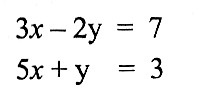 3x – 2y = 7
5x + y = 3